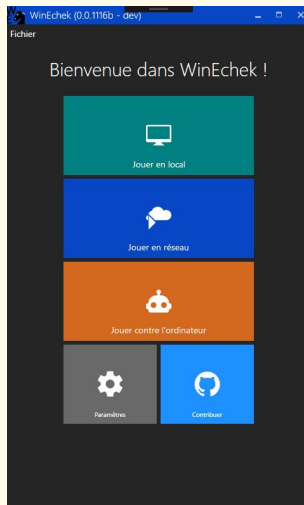 WinEchek (0.0.1116b - dev)
Fichier
Bienvenue dans WinEchek !
Jouer en local
Jouer en réseau
Jouer contre l'ordinateur
Paramètres
Contribuer